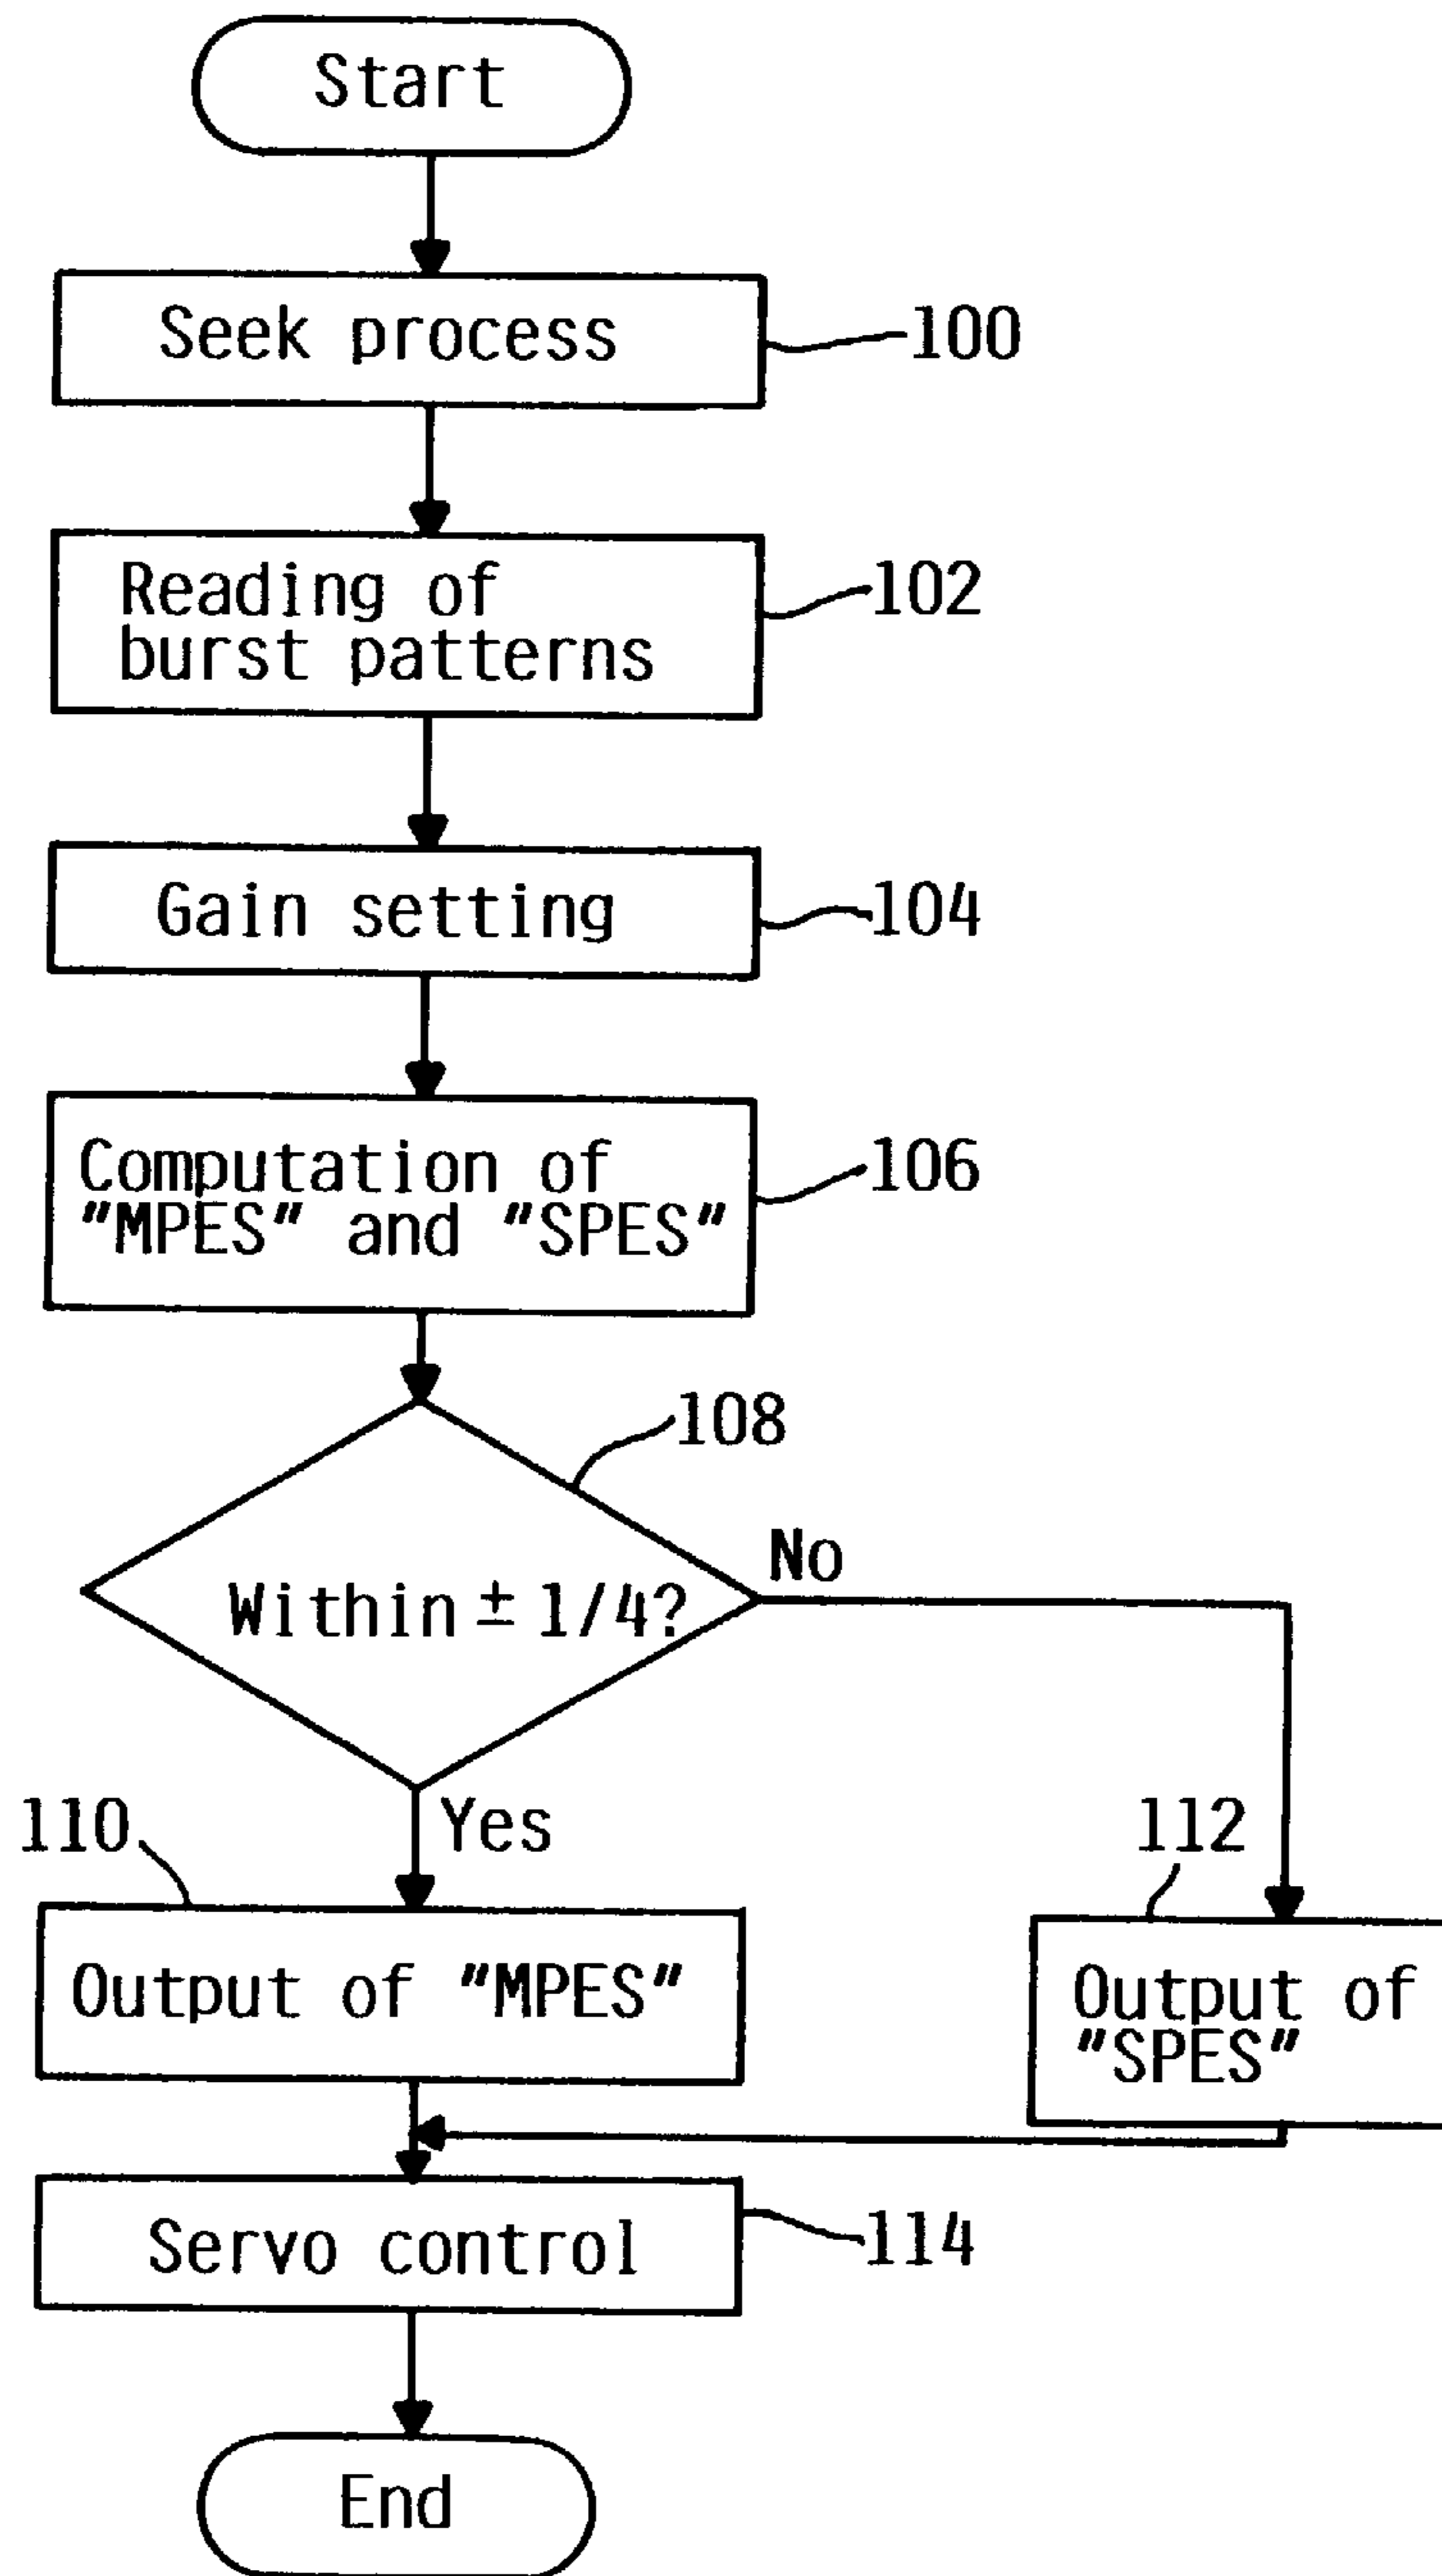 Start
Seek process
100
Reading of
burst patterns
102
Gain setting
104
Computation of
"MPES" and "SPES"
106
108
Within ± 1/4?
No
Yes
110
112
Output of "MPES"
Output of
"SPES"
Servo control
114
End